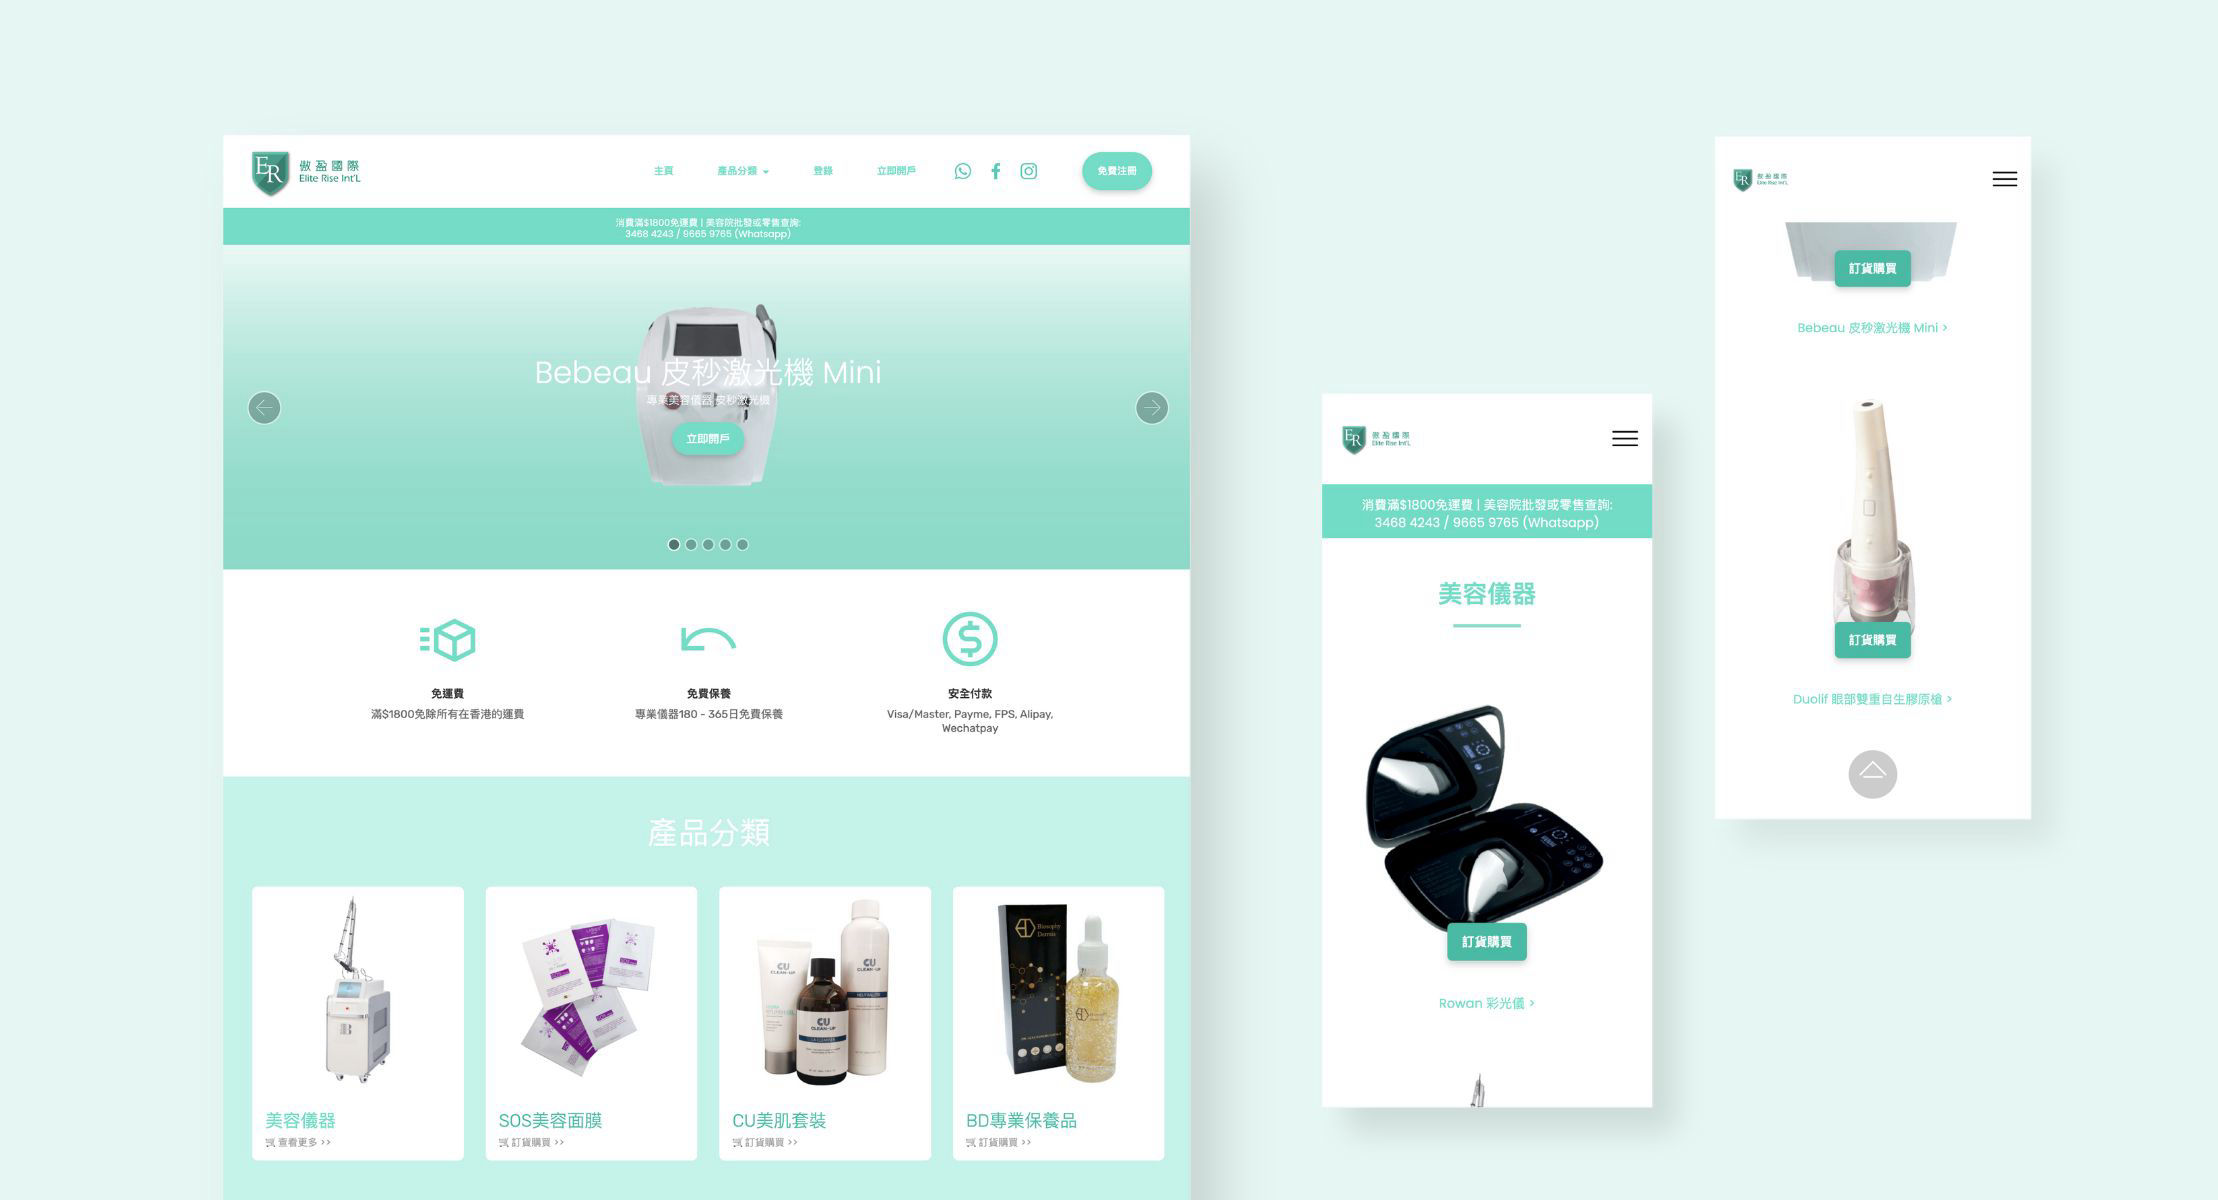 傲盈國際
Elite Rise Int'L
主頁
產品分類
登錄
立即開戶
免費注冊
消費滿$1800免運費 | 美容院批發或零售查詢:
3468 4243 / 9665 9765 (Whatsapp)
Bebeau 皮秒激光機 Mini
專業美容儀器 皮秒激光機
立即開戶
免運費
滿$1800免除所有在香港的運費
免費保養
專業儀器180 - 365日免費保養
安全付款
Visa/Master, Payme, FPS, Alipay,
Wechatpay
產品分類
美容儀器
查看更多 >>
SOS美容面膜
訂貨購買 >>
CU
CLEAN-UP
CU
CLEAN-UP
CU
CLEAN-UP
CU美肌套裝
訂貨購買 >>
Biosophy
Dermis
BD專業保養品
訂貨購買 >>
傲盈國際
Elite Rise Int'L
消費滿$1800免運費 | 美容院批發或零售查詢:
3468 4243 / 9665 9765 (Whatsapp)
美容儀器
訂貨購買
Rowan 彩光儀 >
傲盈國際
Elite Rise Int'L
訂貨購買
Bebeau 皮秒激光機 Mini >
訂貨購買
Duolif 眼部雙重自生膠原槍 >